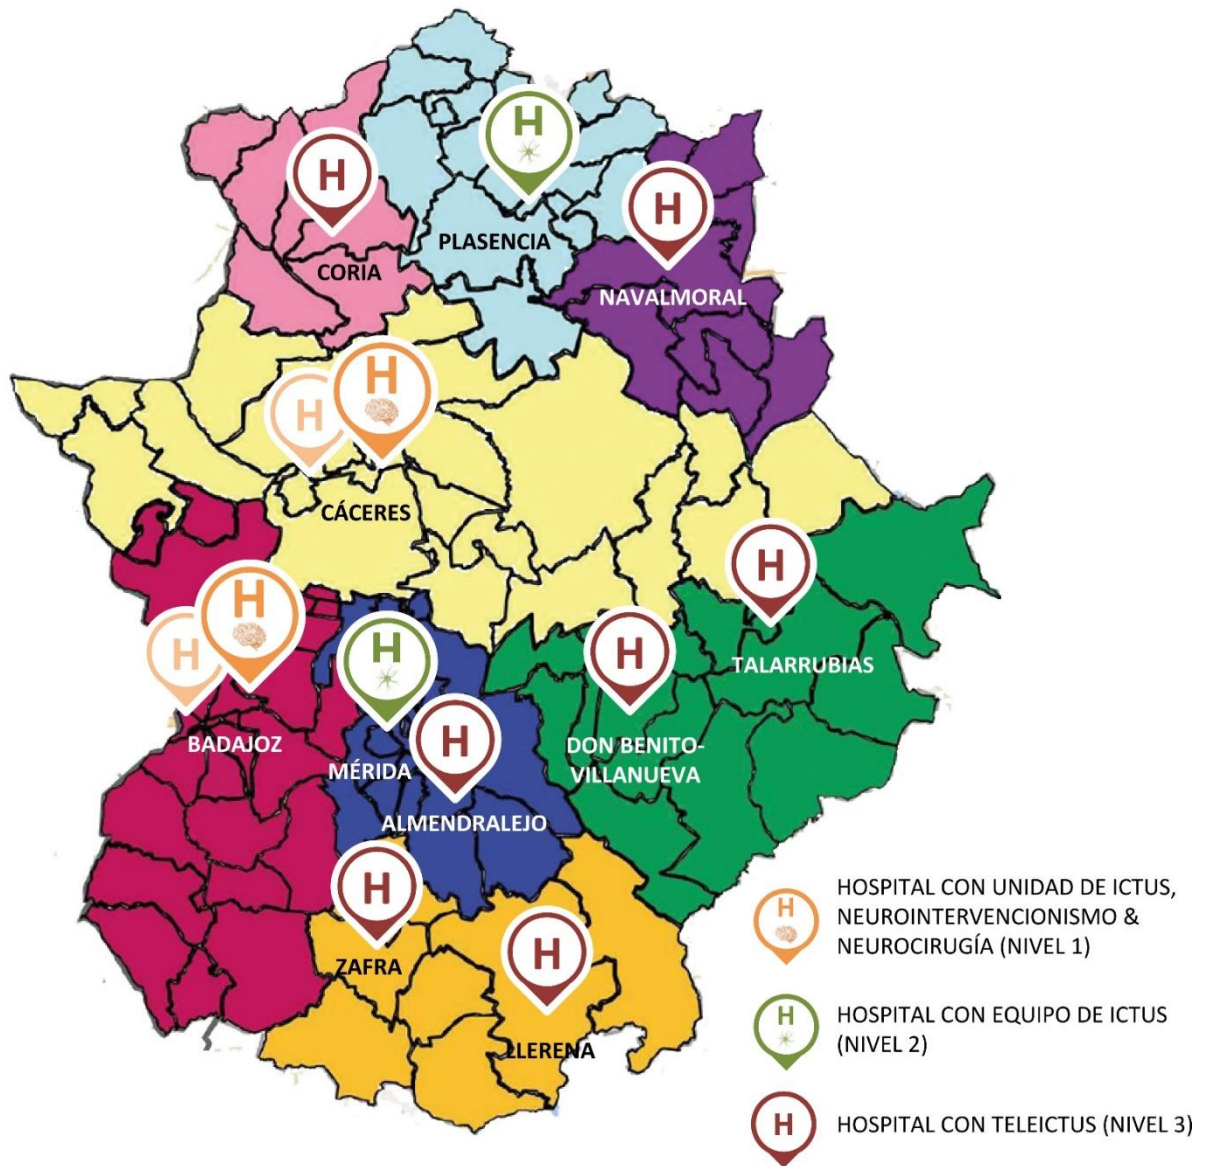 H
H
H
PLASENCIA
CORIA
NAVALMORAL
H
H
CÁCERES
H
H
H
H
H
TALARRUBIAS
H
BADAJOZ
DON BENITO-
VILLANUEVA
MÉRIDA
ALMENDRALEJO
H
H
ZAFRA
LLERENA
H
HOSPITAL CON UNIDAD DE ICTUS,
NEUROINTERVENCIONISMO &
NEUROCIRUGÍA (NIVEL 1)
H
HOSPITAL CON EQUIPO DE ICTUS
(NIVEL 2)
H
HOSPITAL CON TELEICTUS (NIVEL 3)